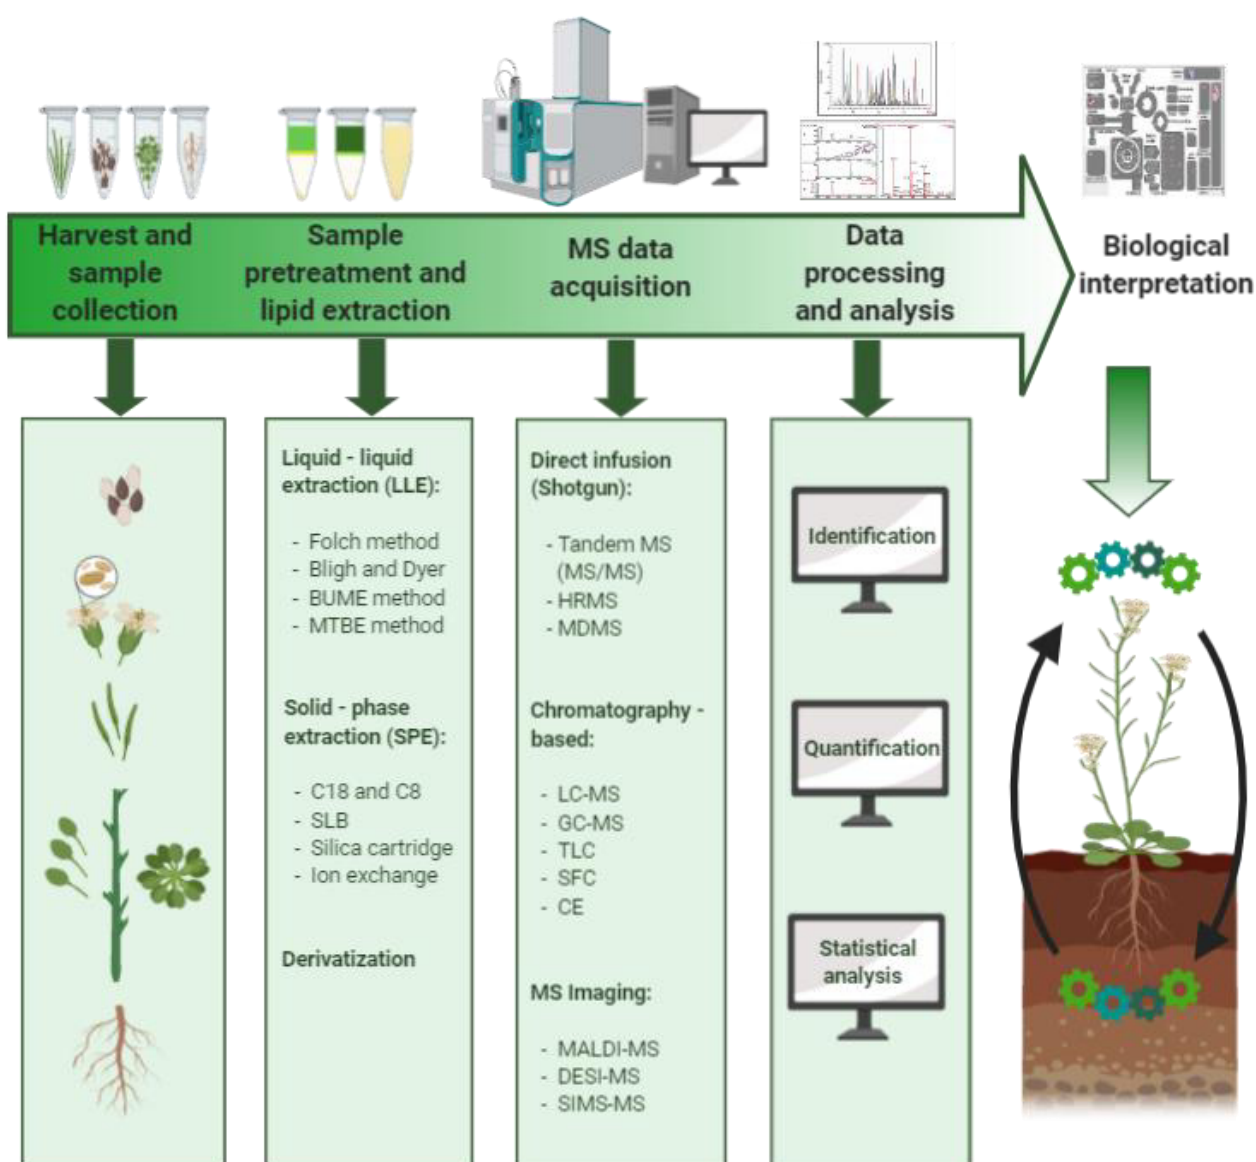 Harvest and
sample
collection
Sample
pretreatment and
lipid extraction
MS data
acquisition
Data
processing
and analysis
Biological
interpretation
Liquid - liquid
extraction (LLE):
- Folch method
- Bligh and Dyer
- BUME method
- MTBE method
Solid - phase
extraction (SPE):
- C18 and C8
- SLB
- Silica cartridge
- Ion exchange
Derivatization
Direct infusion
(Shotgun):
- Tandem MS
(MS/MS)
- HRMS
- MDMS
Chromatography -
based:
- LC-MS
- GC-MS
- TLC
- SFC
- CE
MS Imaging:
- MALDI-MS
- DESI-MS
- SIMS-MS
Identification
Quantification
Statistical
analysis